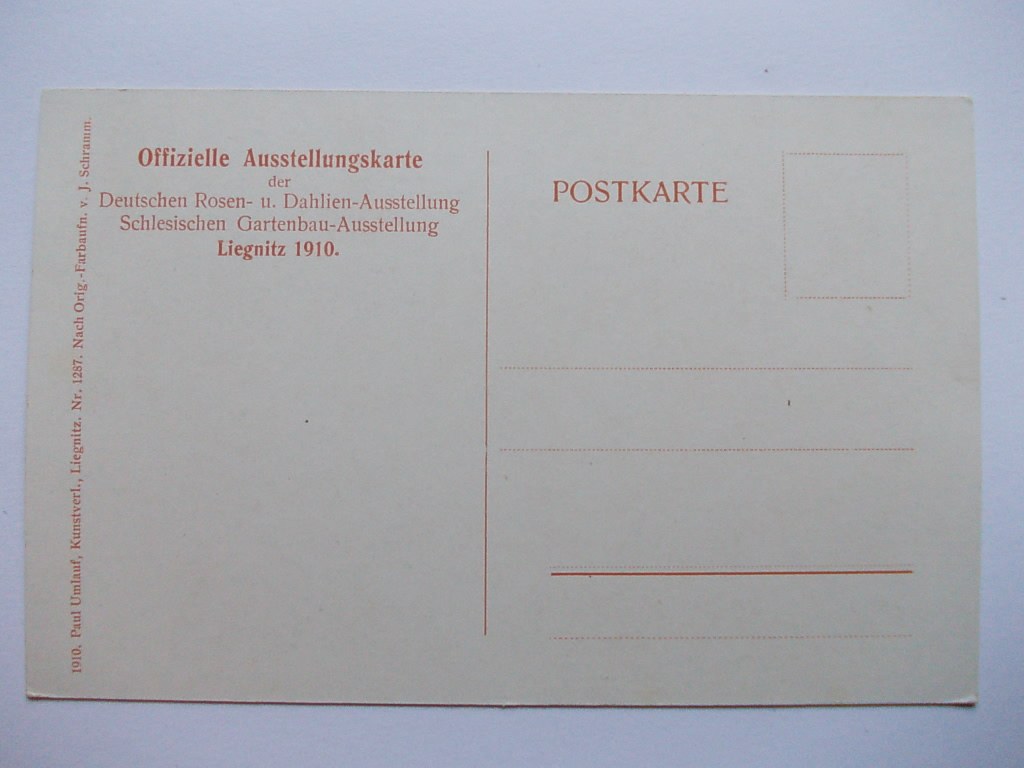 Offizielle Ausstellungskarte
der
Deutschen Rosen- u. Dahlien-Ausstellung
Schlesischen Gartenbau-Ausstellung
Liegnitz 1910.
POSTKARTE
1910. Paul Umlauf, Kunstverl., Liegnitz. Nr. 1287. Nach Orig.-Farbaufn. v. J. Schramm.